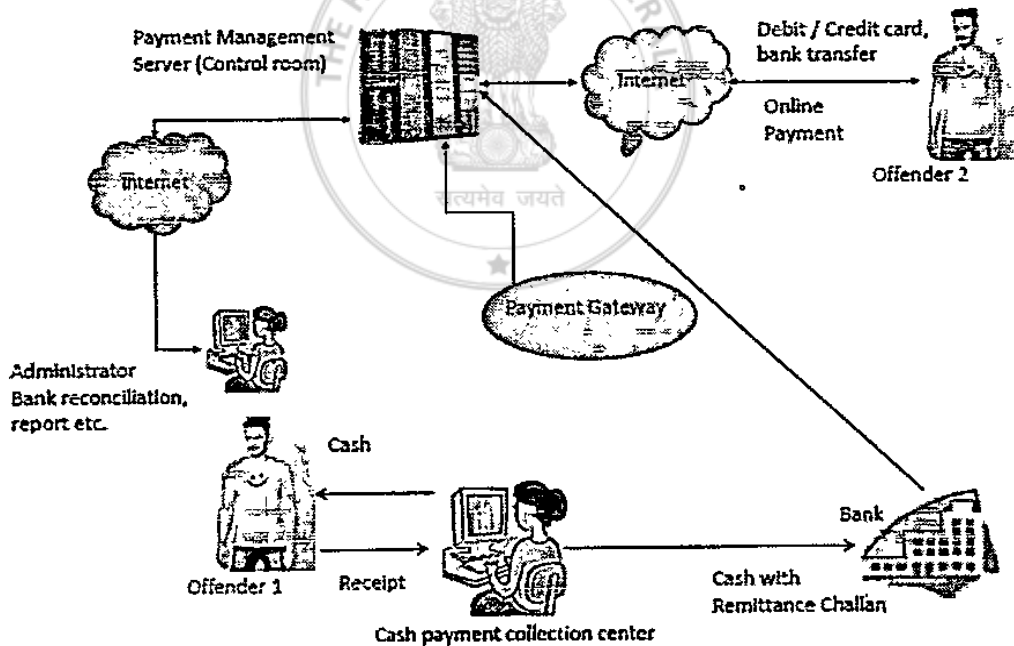 Payment Management
Server (Control room)
Internet
Debit / Credit card,
bank transfer
Online
Payment
Offender 2
Internet
सत्यमेव जयते
Payment Gateway
Administrator
Bank reconciliation,
report etc.
Cash
Offender 1
Receipt
Bank
Cash with
Remittance Challan
Cash payment collection center